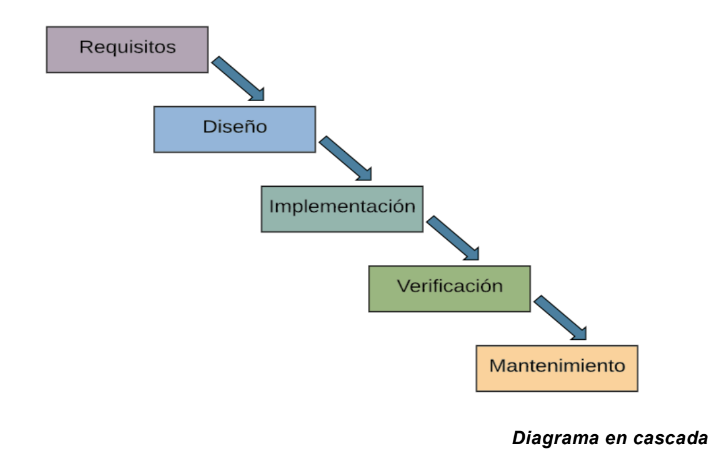 Requisitos
Diseño
Implementación
Verificación
Mantenimiento
Diagrama en cascada